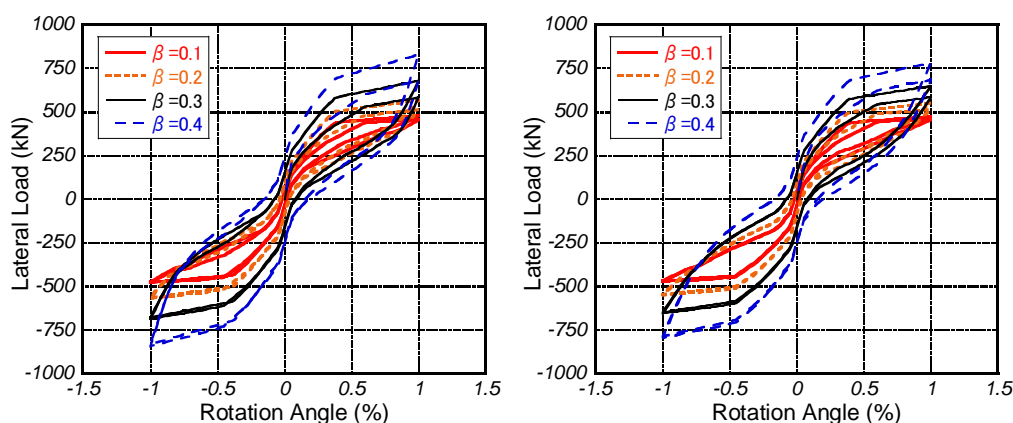 1000
750
500
250
0
-250
-500
-750
-1000
Lateral Load (kN)
β=0.1
β=0.2
β=0.3
β=0.4
-1.5 -1 -0.5 0 0.5 1 1.5
Rotation Angle (%)
1000
750
500
250
0
-250
-500
-750
-1000
Lateral Load (kN)
β=0.1
β=0.2
β=0.3
β=0.4
-1.5 -1 -0.5 0 0.5 1 1.5
Rotation Angle (%)